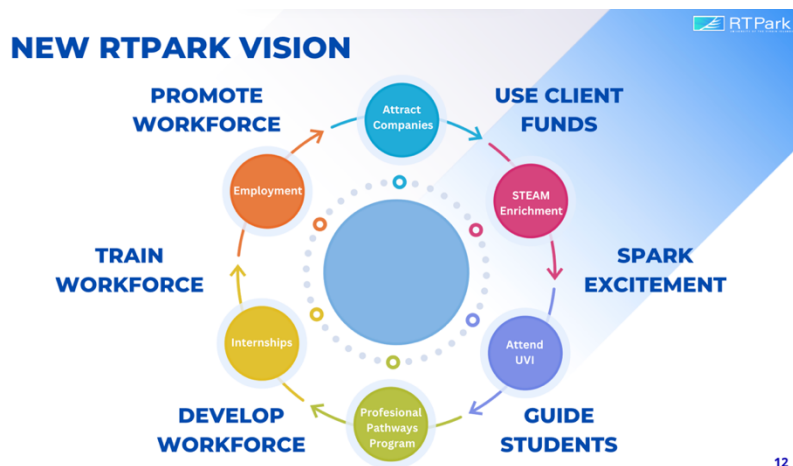 RTPark
NEW RTPARK VISION
PROMOTE
WORKFORCE
Attract
Companies
USE CLIENT
FUNDS
Employment
STEAM
Enrichment
TRAIN
WORKFORCE
SPARK
EXCITEMENT
Internships
Attend
UVI
DEVELOP
WORKFORCE
Profesional
Pathways
Program
GUIDE
STUDENTS
12